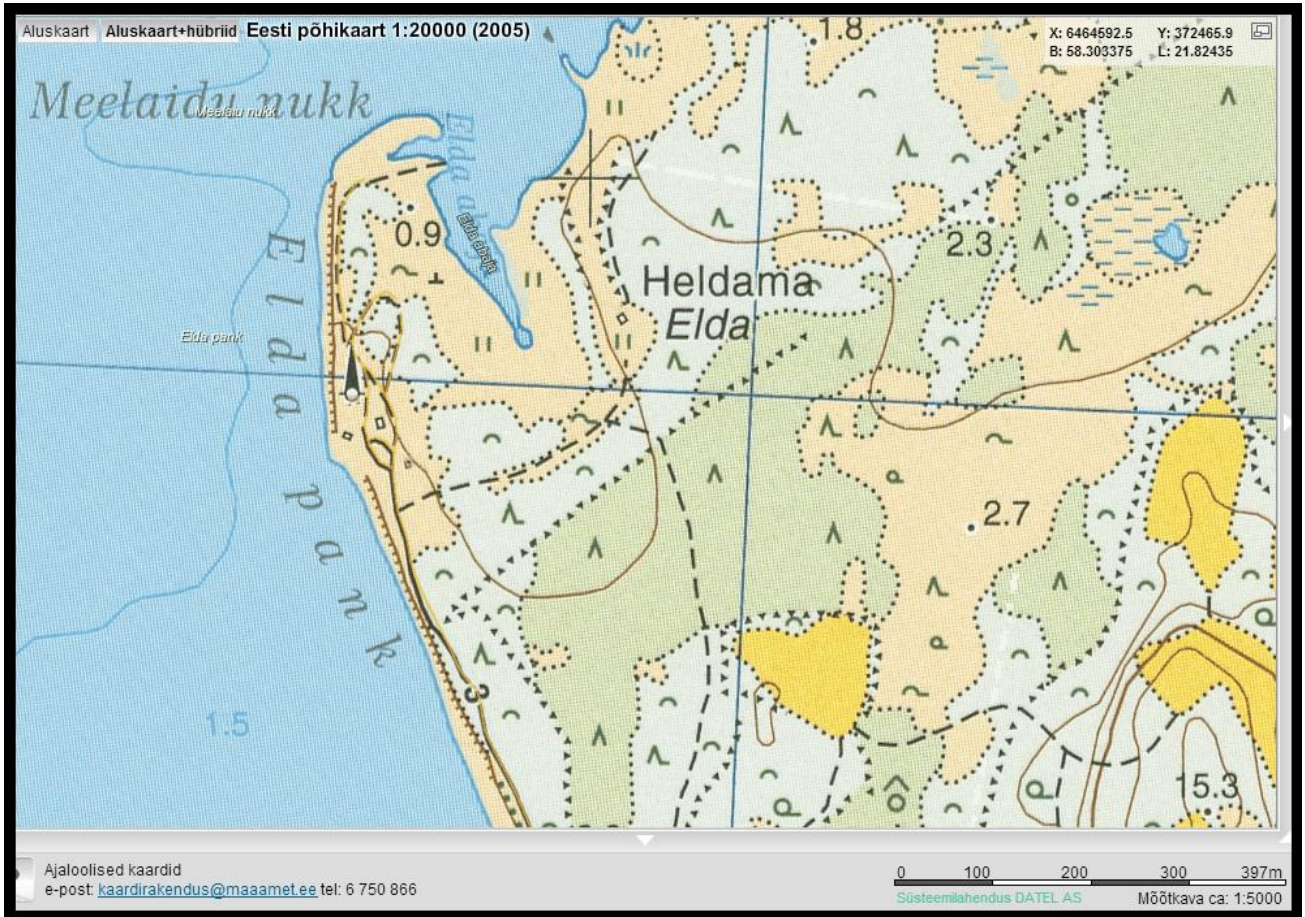 Aluskaart Aluskaart+hübriid Eesti põhikaart 1:20000 (2005)
X: 6464592.5 Y: 372465.9
B: 58.303375 L: 21.82435
1.8
Meelaidu nukk
Meelaiu nukk
Elda abaja
Elda
0.9
2.3
Heldama
Elda
Elda pank
Elda pank
2.7
3
1.5
15.3
Ajaloolised kaardid
e-post: kaardirakendus@maaamet.ee tel: 6 750 866
0 100 200 300 397m
Süsteemilahendus DATEL AS Mõõtkava ca: 1:5000